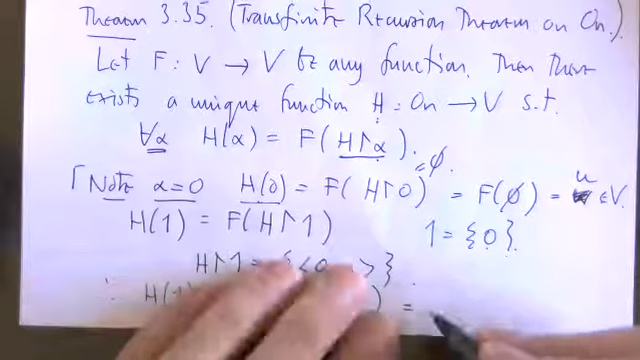 Theorem 3.35. (Transfinite Recursion Theorem on On.)
Let F : V → V be any function. Then there
exists a unique function H : On → V s.t.
∀α H(α) = F(H↾α).
= ∅.
⌈Note α=0 H(0) = F(H↾0) = F(∅) = u ∈ V.
H(1) = F(H↾1) 1 = {0}.
H↾1 = {<0 >}
∴ H(1) ) =